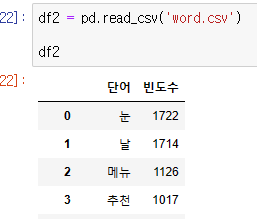 22]: df2 = pd.read_csv('word.csv')
df2
22]:
단어 빈도수
0 눈 1722
1 날 1714
2 메뉴 1126
3 추천 1017